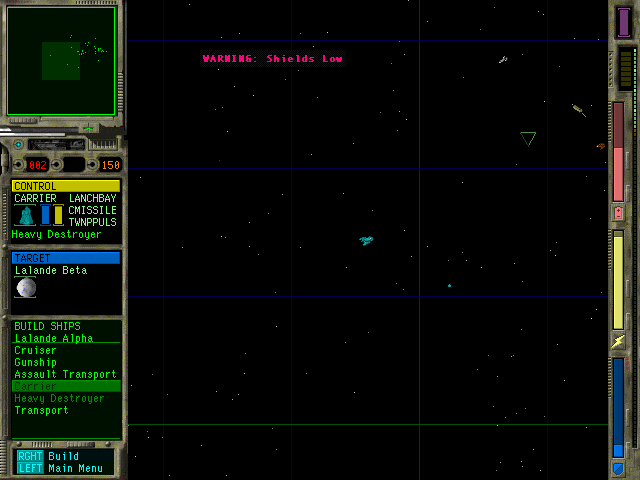 WARNING: Shields Low
002 150
CONTROL
CARRIER LANCHBAY
CMISSILE
TWNPPULS
Heavy Destroyer
TARGET
Lalande Beta
BUILD SHIPS
Lalande Alpha
Cruiser
Gunship
Assault Transport
Carrier
Heavy Destroyer
Transport
RGHT Build
LEFT Main Menu